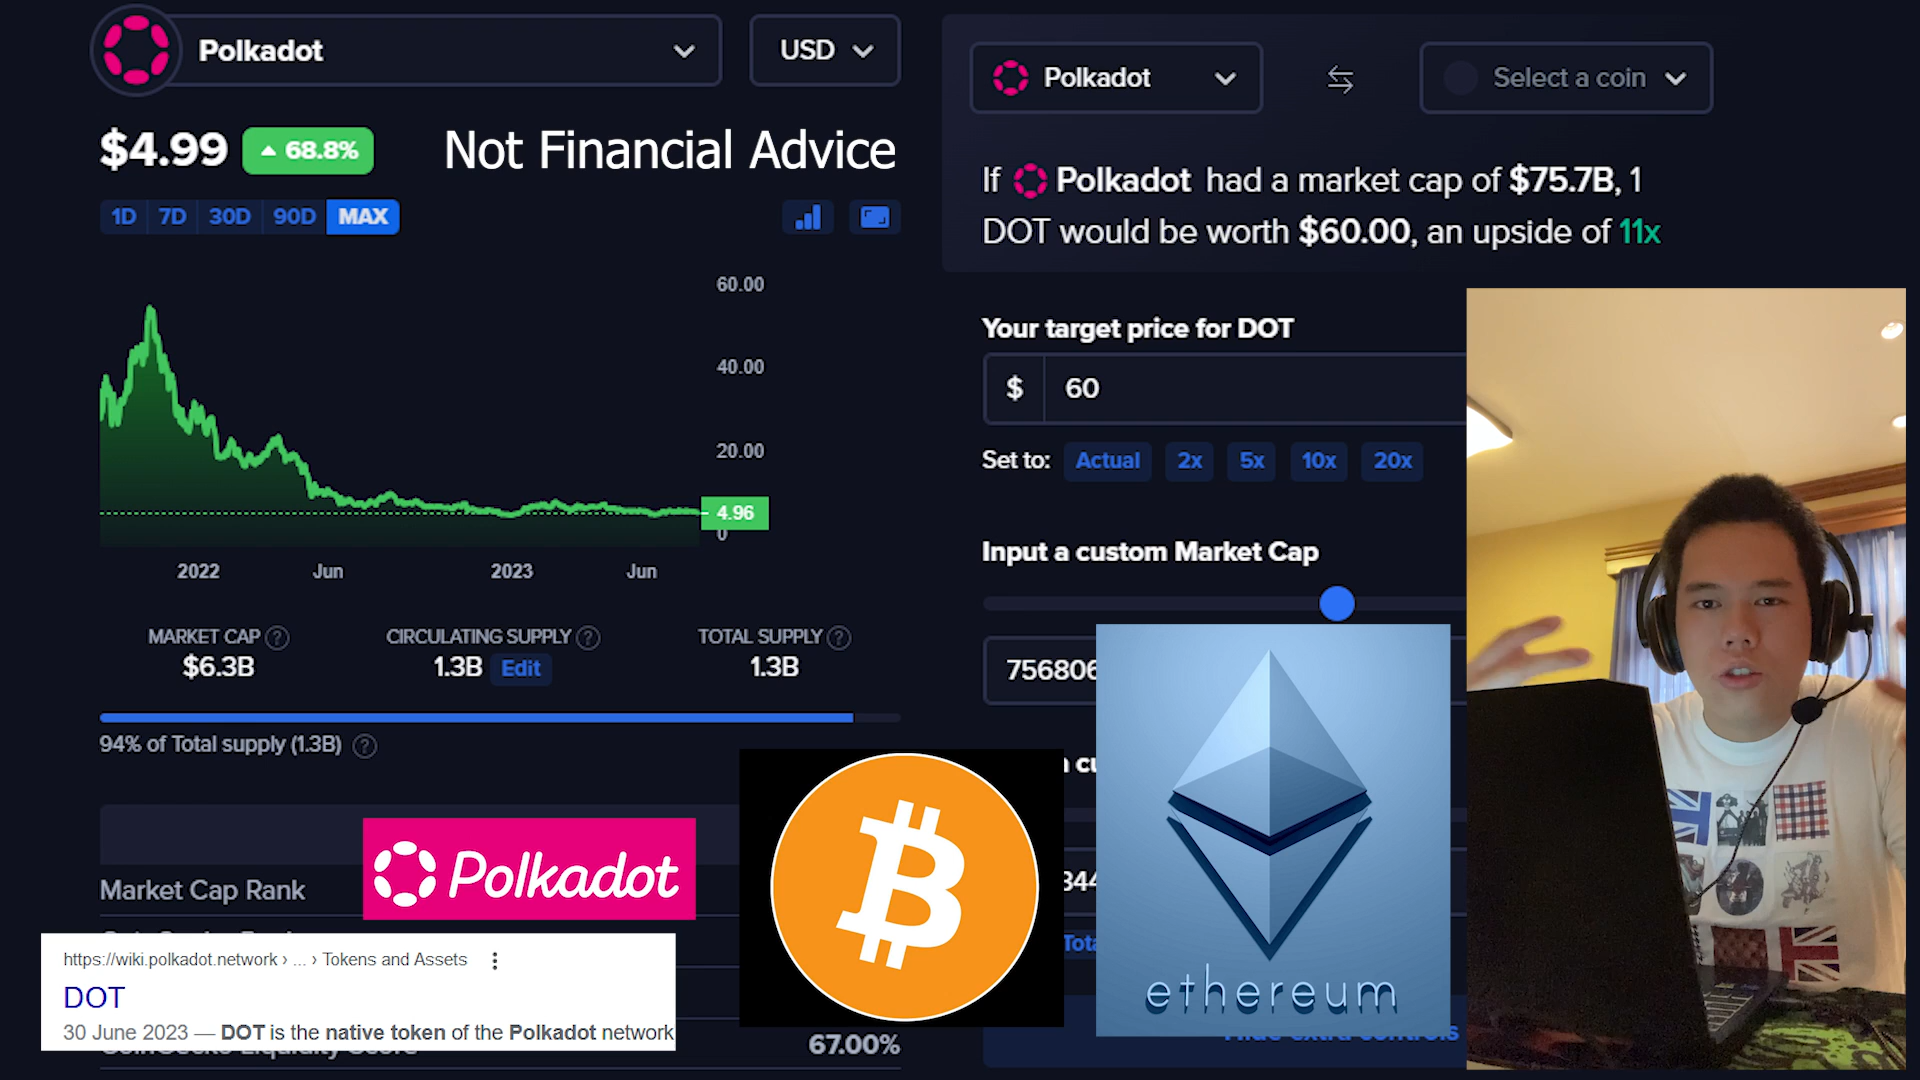 Polkadot
USD
$4.99
68.8%
Not Financial Advice
1D 7D 30D 90D MAX
60.00
40.00
20.00
4.96
0
2022 Jun 2023 Jun
MARKET CAP ?
$6.3B
CIRCULATING SUPPLY ?
1.3B Edit
TOTAL SUPPLY ?
1.3B
94% of Total supply (1.3B) ?
Market Cap Rank
Polkadot
https://wiki.polkadot.network › ... › Tokens and Assets
DOT
30 June 2023 — DOT is the native token of the Polkadot network
67.00%
Polkadot
Select a coin
If Polkadot had a market cap of $75.7B, 1
DOT would be worth $60.00, an upside of 11x
Your target price for DOT
$ 60
Set to: Actual 2x 5x 10x 20x
Input a custom Market Cap
756806
ethereum